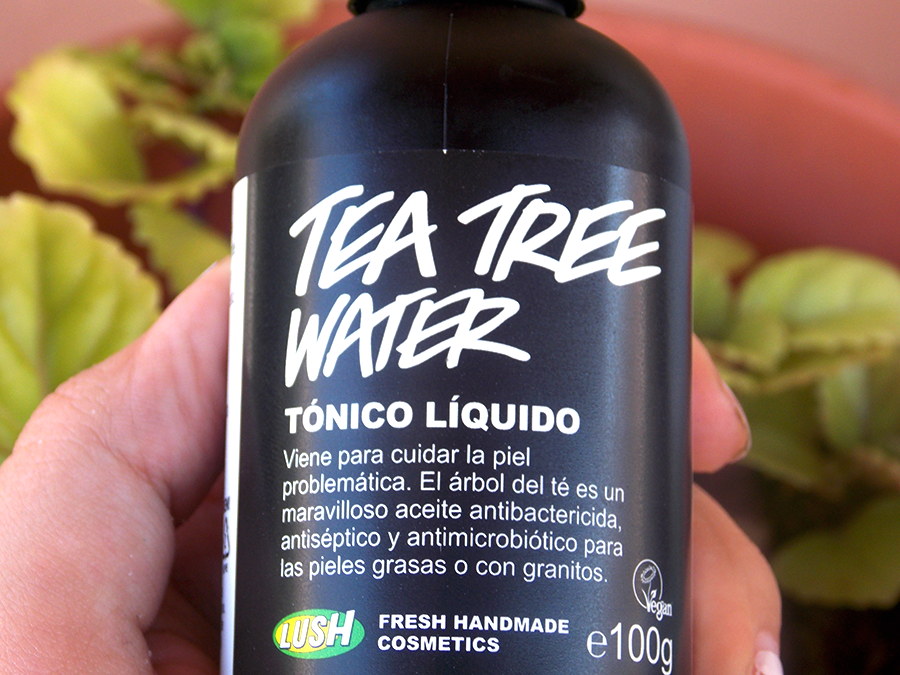 TEA TREE
WATER
TÓNICO LÍQUIDO
Viene para cuidar la piel
problemática. El árbol del té es un
maravilloso aceite antibactericida,
antiséptico y antimicrobiótico para
las pieles grasas o con granitos.
Vegan
LUSH
FRESH HANDMADE
COSMETICS
℮100g